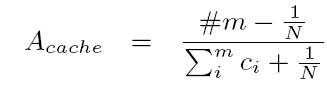 A_{cache} = \frac{\#m - \frac{1}{N}}{\sum_{i}^{m} c_i + \frac{1}{N}}